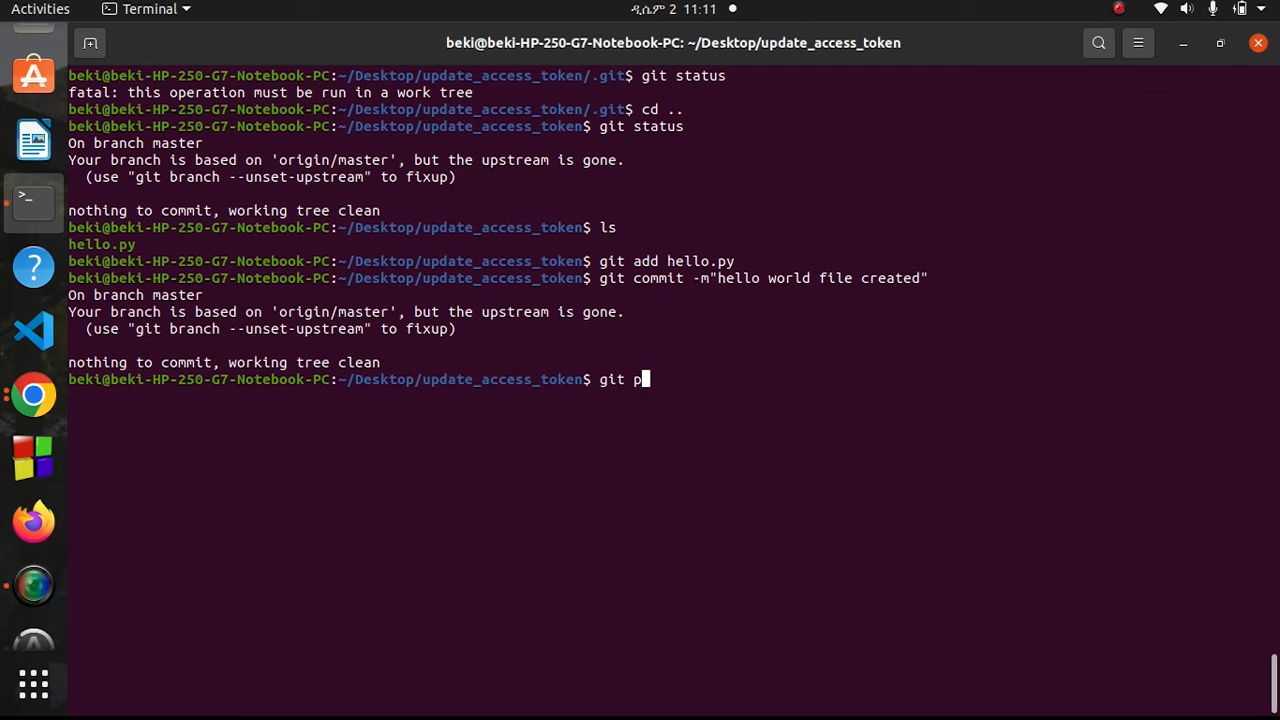 Activities
Terminal
ዲሴም 2 11:11
beki@beki-HP-250-G7-Notebook-PC: ~/Desktop/update_access_token
beki@beki-HP-250-G7-Notebook-PC:~/Desktop/update_access_token/.git$ git status
fatal: this operation must be run in a work tree
beki@beki-HP-250-G7-Notebook-PC:~/Desktop/update_access_token/.git$ cd ..
beki@beki-HP-250-G7-Notebook-PC:~/Desktop/update_access_token$ git status
On branch master
Your branch is based on 'origin/master', but the upstream is gone.
  (use "git branch --unset-upstream" to fixup)
nothing to commit, working tree clean
beki@beki-HP-250-G7-Notebook-PC:~/Desktop/update_access_token$ ls
hello.py
beki@beki-HP-250-G7-Notebook-PC:~/Desktop/update_access_token$ git add hello.py
beki@beki-HP-250-G7-Notebook-PC:~/Desktop/update_access_token$ git commit -m"hello world file created"
On branch master
Your branch is based on 'origin/master', but the upstream is gone.
  (use "git branch --unset-upstream" to fixup)
nothing to commit, working tree clean
beki@beki-HP-250-G7-Notebook-PC:~/Desktop/update_access_token$ git p